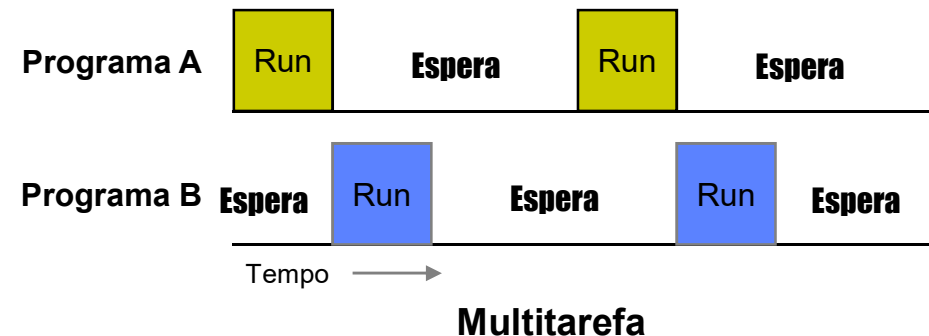 Programa A Run Espera Run Espera
Programa B Espera Run Espera Run Espera
Tempo
Multitarefa